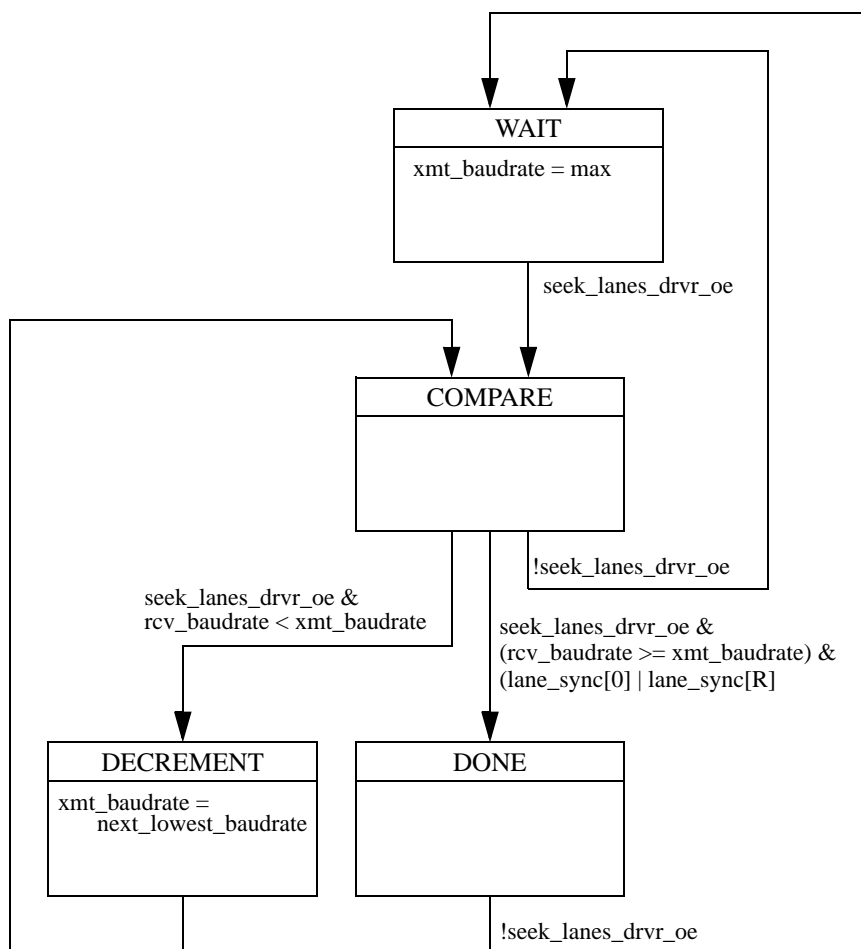 WAIT
xmt_baudrate = max
seek_lanes_drvr_oe
COMPARE
!seek_lanes_drvr_oe
seek_lanes_drvr_oe &
rcv_baudrate < xmt_baudrate
seek_lanes_drvr_oe &
(rcv_baudrate >= xmt_baudrate) &
(lane_sync[0] | lane_sync[R]
DECREMENT
xmt_baudrate =
next_lowest_baudrate
DONE
!seek_lanes_drvr_oe